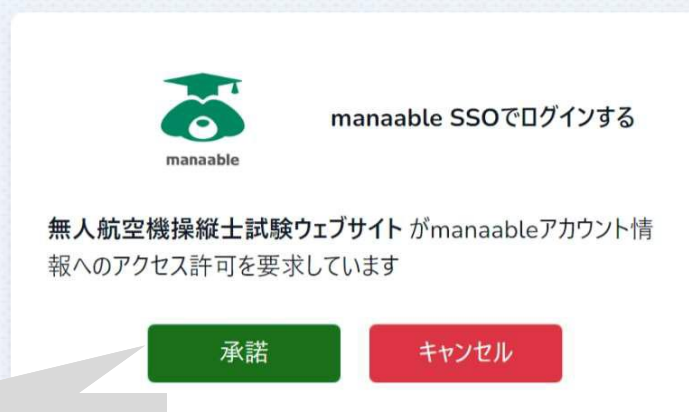 manaable
manaable SSOでログインする
無人航空機操縦士試験ウェブサイト がmanaableアカウント情
報へのアクセス許可を要求しています
承諾
キャンセル